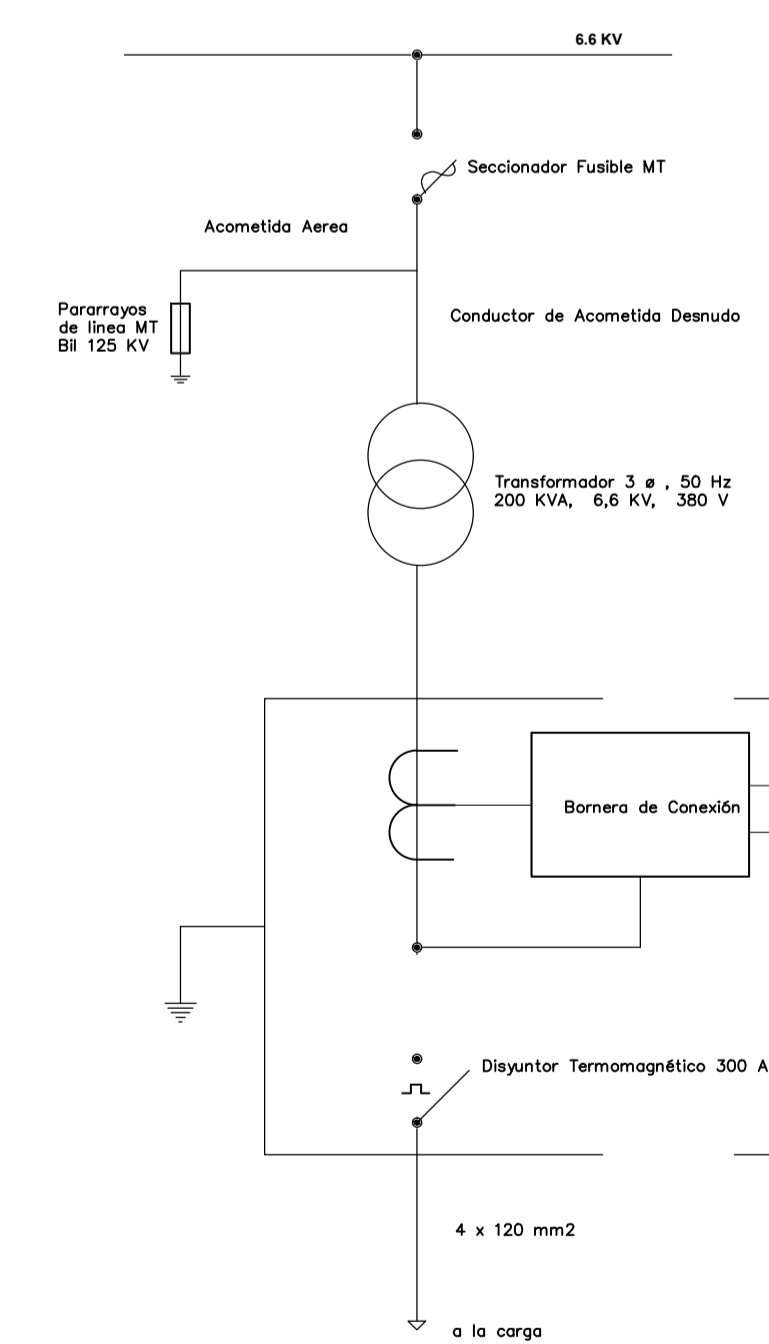 6.6 KV
Seccionador Fusible MT
Acometida Aerea
Pararrayos
de linea MT
Bil 125 KV
Conductor de Acometida Desnudo
Transformador 3 ø , 50 Hz
200 KVA, 6,6 KV, 380 V
Bornera de Conexión
Disyuntor Termomagnético 300 A
4 x 120 mm2
a la carga